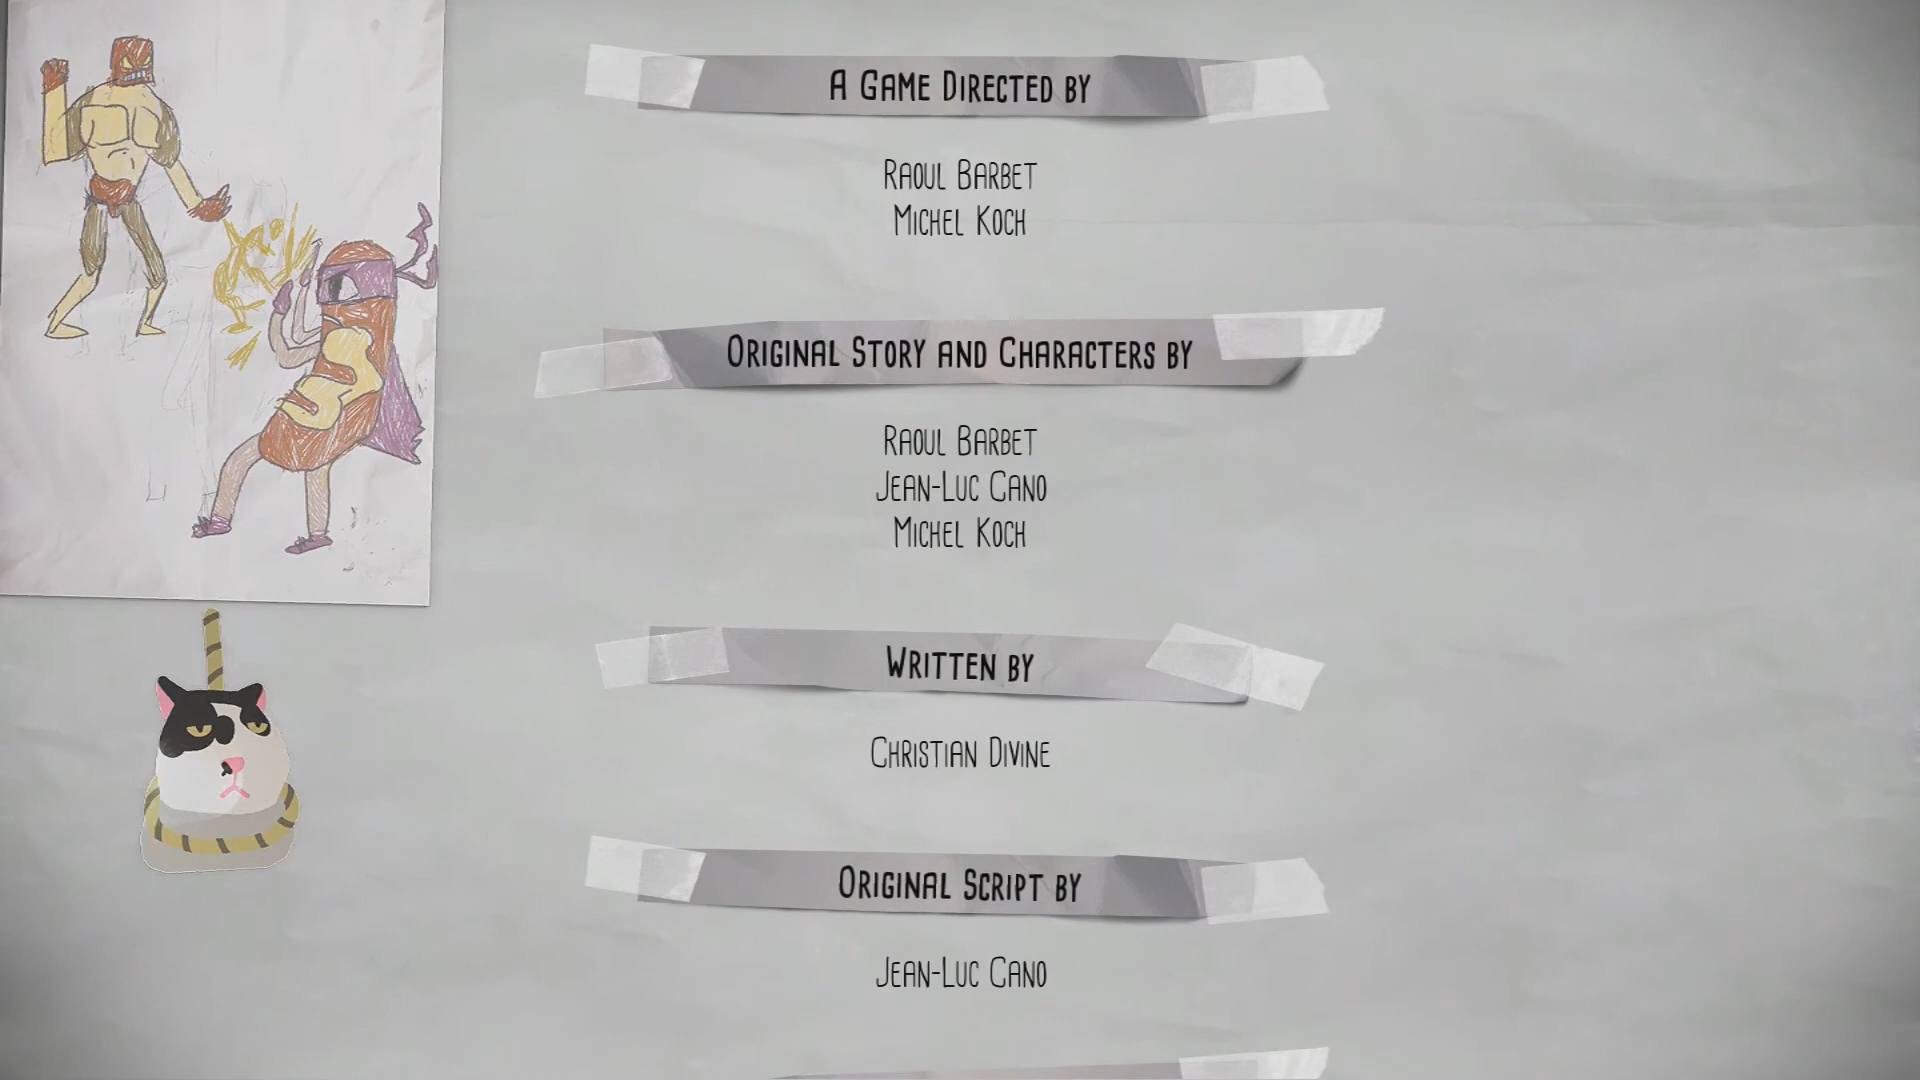 A Game Directed by
Raoul Barbet
Michel Koch
Original Story and Characters by
Raoul Barbet
Jean-Luc Cano
Michel Koch
Written by
Christian Divine
Original Script by
Jean-Luc Cano